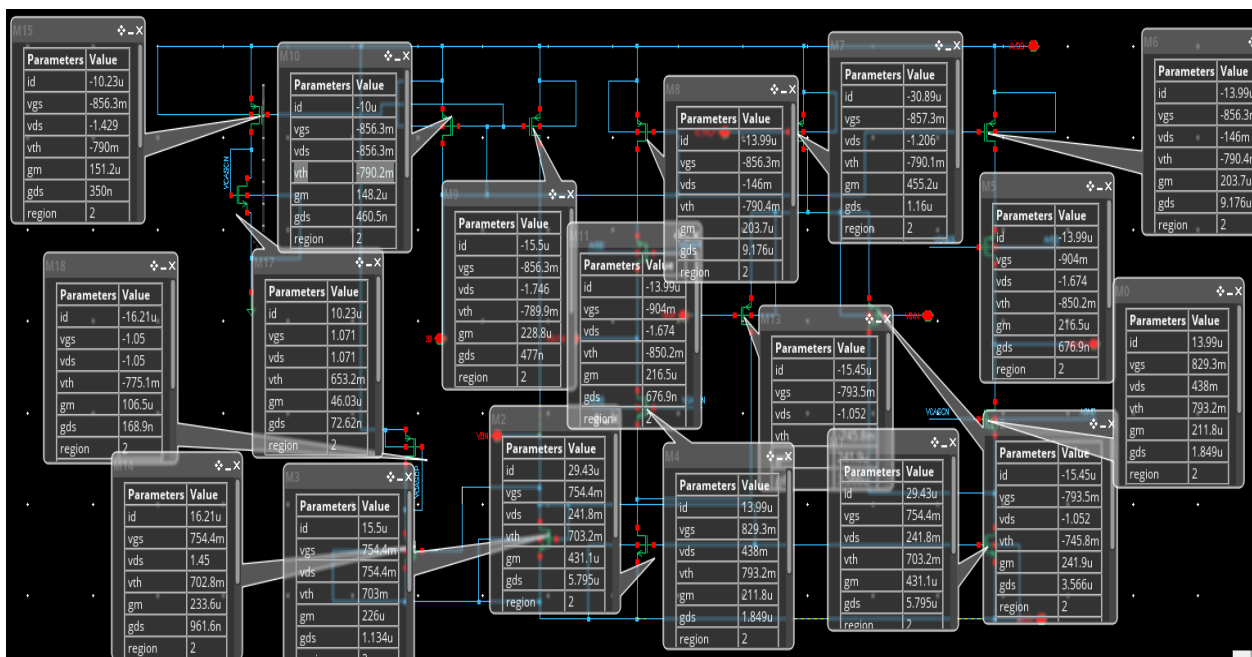 M15
Parameters Value
id -10.23u
vgs -856.3m
vds -1.429
vth -790m
gm 151.2u
gds 350n
region 2
M10
Parameters Value
id -10u
vgs -856.3m
vds -856.3m
vth -790.2m
gm 148.2u
gds 460.5n
region 2
M8
Parameters Value
id -13.99u
vgs -856.3m
vds -146m
vth -790.4m
gm 203.7u
gds 9.176u
region 2
M7
Parameters Value
id -30.89u
vgs -857.3m
vds -1.206
vth -790.1m
gm 455.2u
gds 1.16u
region 2
M6
Parameters Value
id -13.99u
vgs -856.3m
vds -146m
vth -790.4m
gm 203.7u
gds 9.176u
region 2
M9
Parameters Value
id -15.5u
vgs -856.3m
vds -1.746
vth -789.9m
gm 228.8u
gds 477n
region 2
M11
Parameters Value
id -13.99u
vgs -904m
vds -1.674
vth -850.2m
gm 216.5u
gds 676.9n
region 2
M5
Parameters Value
id -13.99u
vgs -904m
vds -1.674
vth -850.2m
gm 216.5u
gds 676.9n
region 2
M18
Parameters Value
id -16.21u
vgs -1.05
vds -1.05
vth -775.1m
gm 106.5u
gds 168.9n
region 2
M17
Parameters Value
id 10.23u
vgs 1.071
vds 1.071
vth 653.2m
gm 46.03u
gds 72.62n
region 2
M13
Parameters Value
id -15.45u
vgs -793.5m
vds -1.052
vth
M0
Parameters Value
id 13.99u
vgs 829.3m
vds 438m
vth 793.2m
gm 211.8u
gds 1.849u
region 2
M14
Parameters Value
id 16.21u
vgs 754.4m
vds 1.45
vth 702.8m
gm 233.6u
gds 961.6n
region 2
M3
Parameters Value
id 15.5u
vgs 754.4m
vds 754.4m
vth 703m
gm 226u
gds 1.134u
M2
Parameters Value
id 29.43u
vgs 754.4m
vds 241.8m
vth 703.2m
gm 431.1u
gds 5.795u
region 2
M4
Parameters Value
id 13.99u
vgs 829.3m
vds 438m
vth 793.2m
gm 211.8u
gds 1.849u
region 2
Parameters Value
id 29.43u
vgs 754.4m
vds 241.8m
vth 703.2m
gm 431.1u
gds 5.795u
region 2
Parameters Value
id -15.45u
vgs -793.5m
vds -1.052
vth -745.8m
gm 241.9u
gds 3.566u
region 2
VCASCN
VCASCN